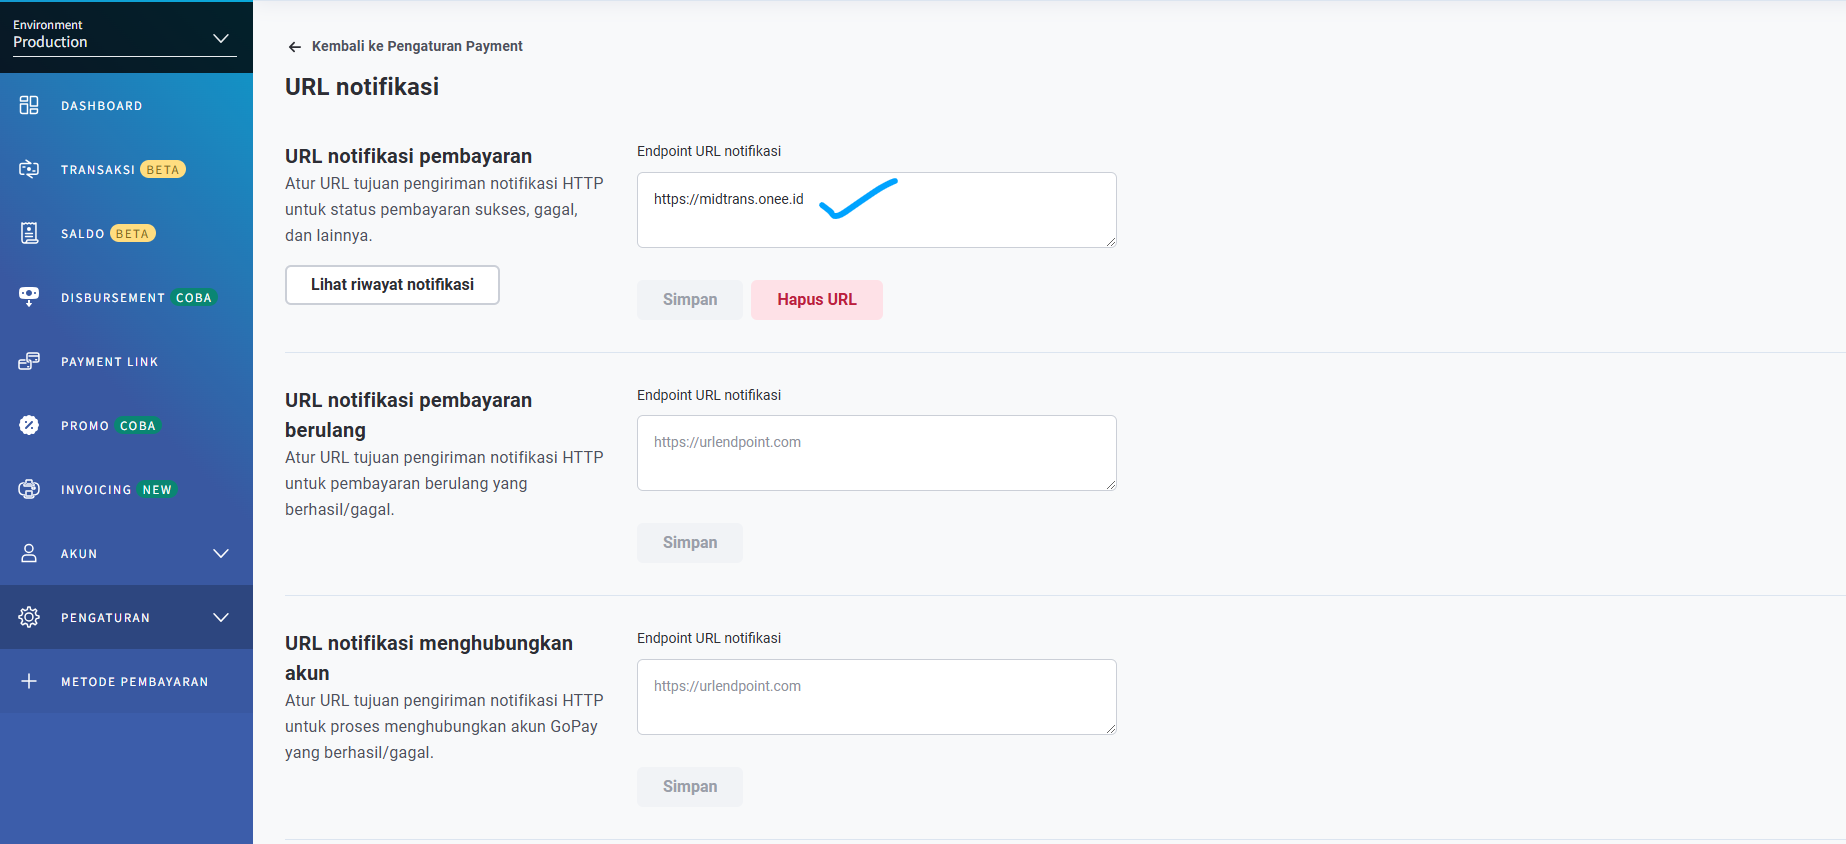 Environment
Production
DASHBOARD
TRANSAKSI BETA
SALDO BETA
DISBURSEMENT COBA
PAYMENT LINK
PROMO COBA
INVOICING NEW
AKUN
PENGATURAN
METODE PEMBAYARAN
Kembali ke Pengaturan Payment
URL notifikasi
URL notifikasi pembayaran
Atur URL tujuan pengiriman notifikasi HTTP
untuk status pembayaran sukses, gagal,
dan lainnya.
Lihat riwayat notifikasi
Endpoint URL notifikasi
https://midtrans.onee.id
Simpan
Hapus URL
URL notifikasi pembayaran
berulang
Atur URL tujuan pengiriman notifikasi HTTP
untuk pembayaran berulang yang
berhasil/gagal.
Endpoint URL notifikasi
https://urlendpoint.com
Simpan
URL notifikasi menghubungkan
akun
Atur URL tujuan pengiriman notifikasi HTTP
untuk proses menghubungkan akun GoPay
yang berhasil/gagal.
Endpoint URL notifikasi
https://urlendpoint.com
Simpan